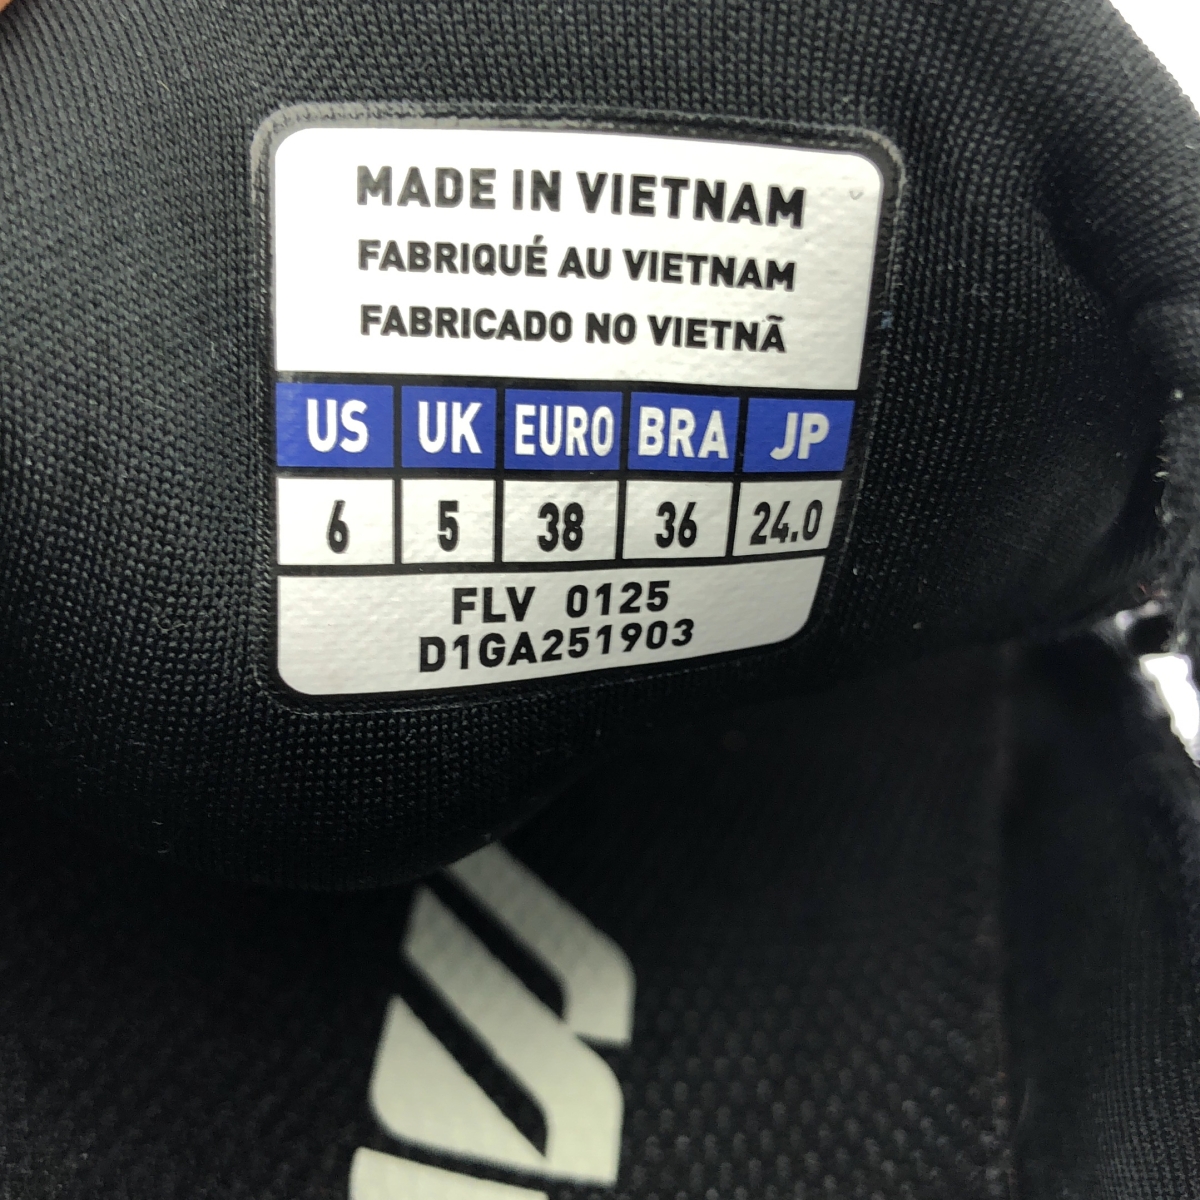 MADE IN VIETNAM
FABRIQUÉ AU VIETNAM
FABRICADO NO VIETNÃ
US UK EURO BRA JP
6 5 38 36 24.0
FLV 0125
D1GA251903